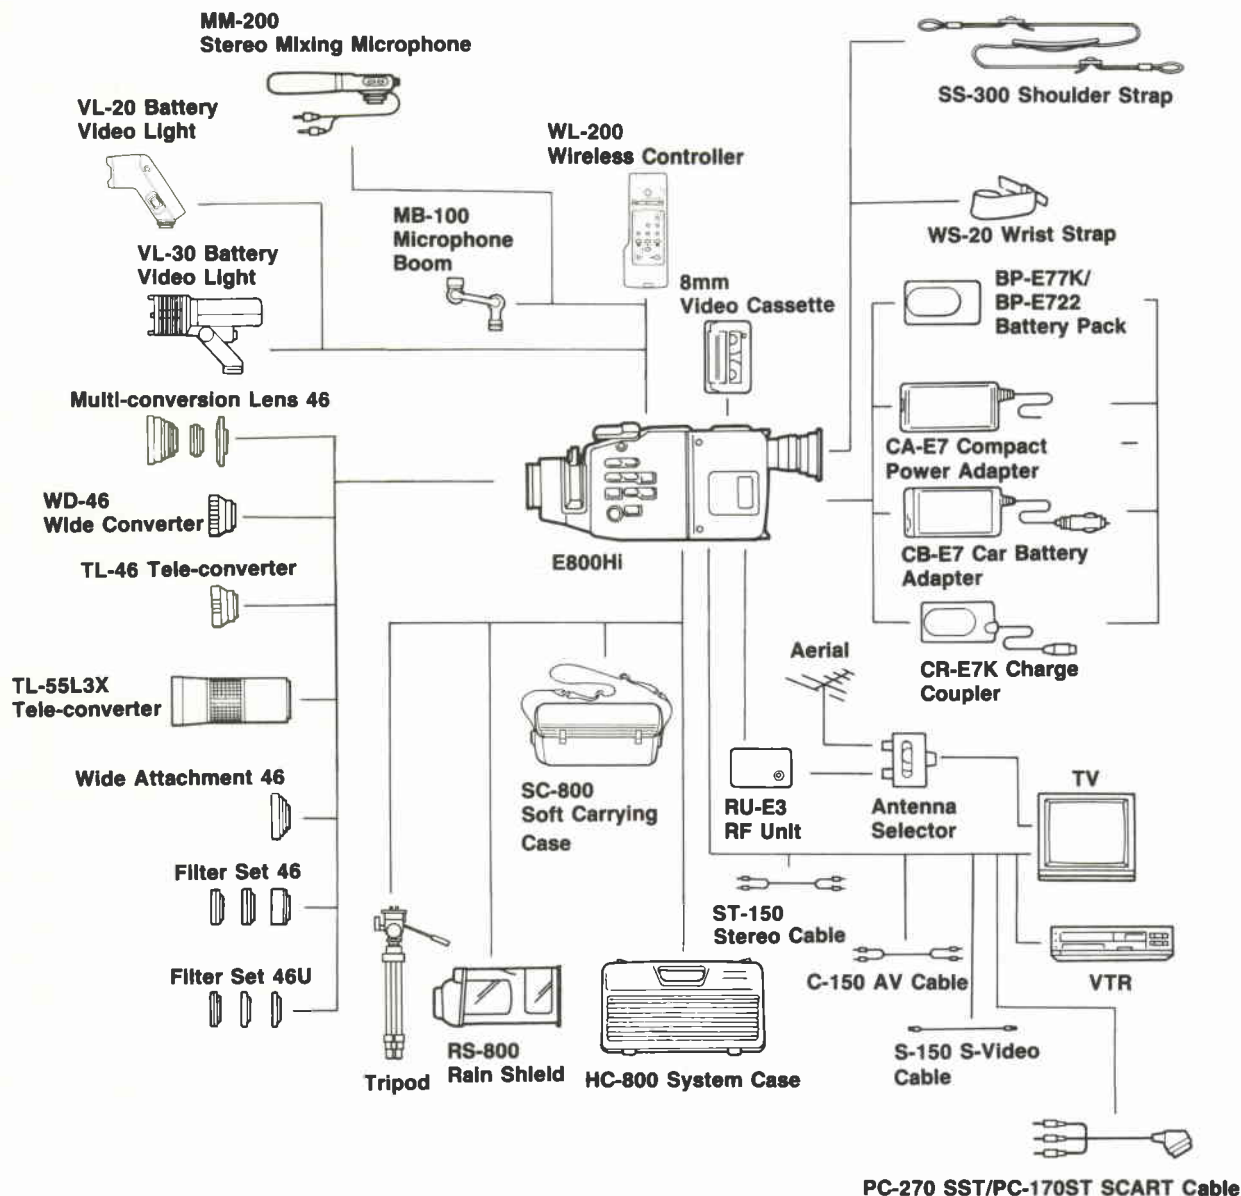 MM-200
Stereo Mixing Microphone
SS-300 Shoulder Strap
VL-20 Battery
Video Light
WL-200
Wireless Controller
MB-100
Microphone
Boom
WS-20 Wrist Strap
VL-30 Battery
Video Light
8mm
Video Cassette
BP-E77K/
BP-E722
Battery Pack
Multi-conversion Lens 46
CA-E7 Compact
Power Adapter
WD-46
Wide Converter
E800Hi
CB-E7 Car Battery
Adapter
TL-46 Tele-converter
Aerial
CR-E7K Charge
Coupler
TL-55L3X
Tele-converter
SC-800
Soft Carrying
Case
RU-E3
RF Unit
Antenna
Selector
TV
Wide Attachment 46
Filter Set 46
ST-150
Stereo Cable
C-150 AV Cable
VTR
Filter Set 46U
S-150 S-Video
Cable
Tripod
RS-800
Rain Shield
HC-800 System Case
PC-270 SST/PC-170ST SCART Cable